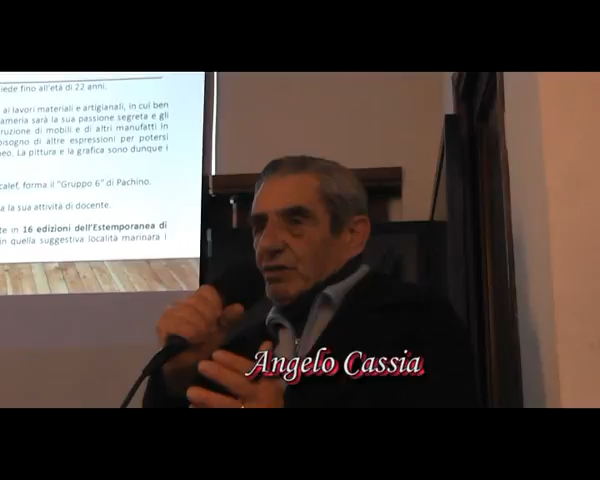 iede fino all'età di 22 anni.
ai lavori materiali e artigianali, in cui ben
ameria sarà la sua passione segreta e gli
ruzione di mobili e di altri manufatti in
bisogno di altre espressioni per potersi
neo. La pittura e la grafica sono dunque i
calef, forma il "Gruppo 6" di Pachino.
a la sua attività di docente.
te in 16 edizioni dell'Estemporanea di
in quella suggestiva località marinara i
Angelo Cassia